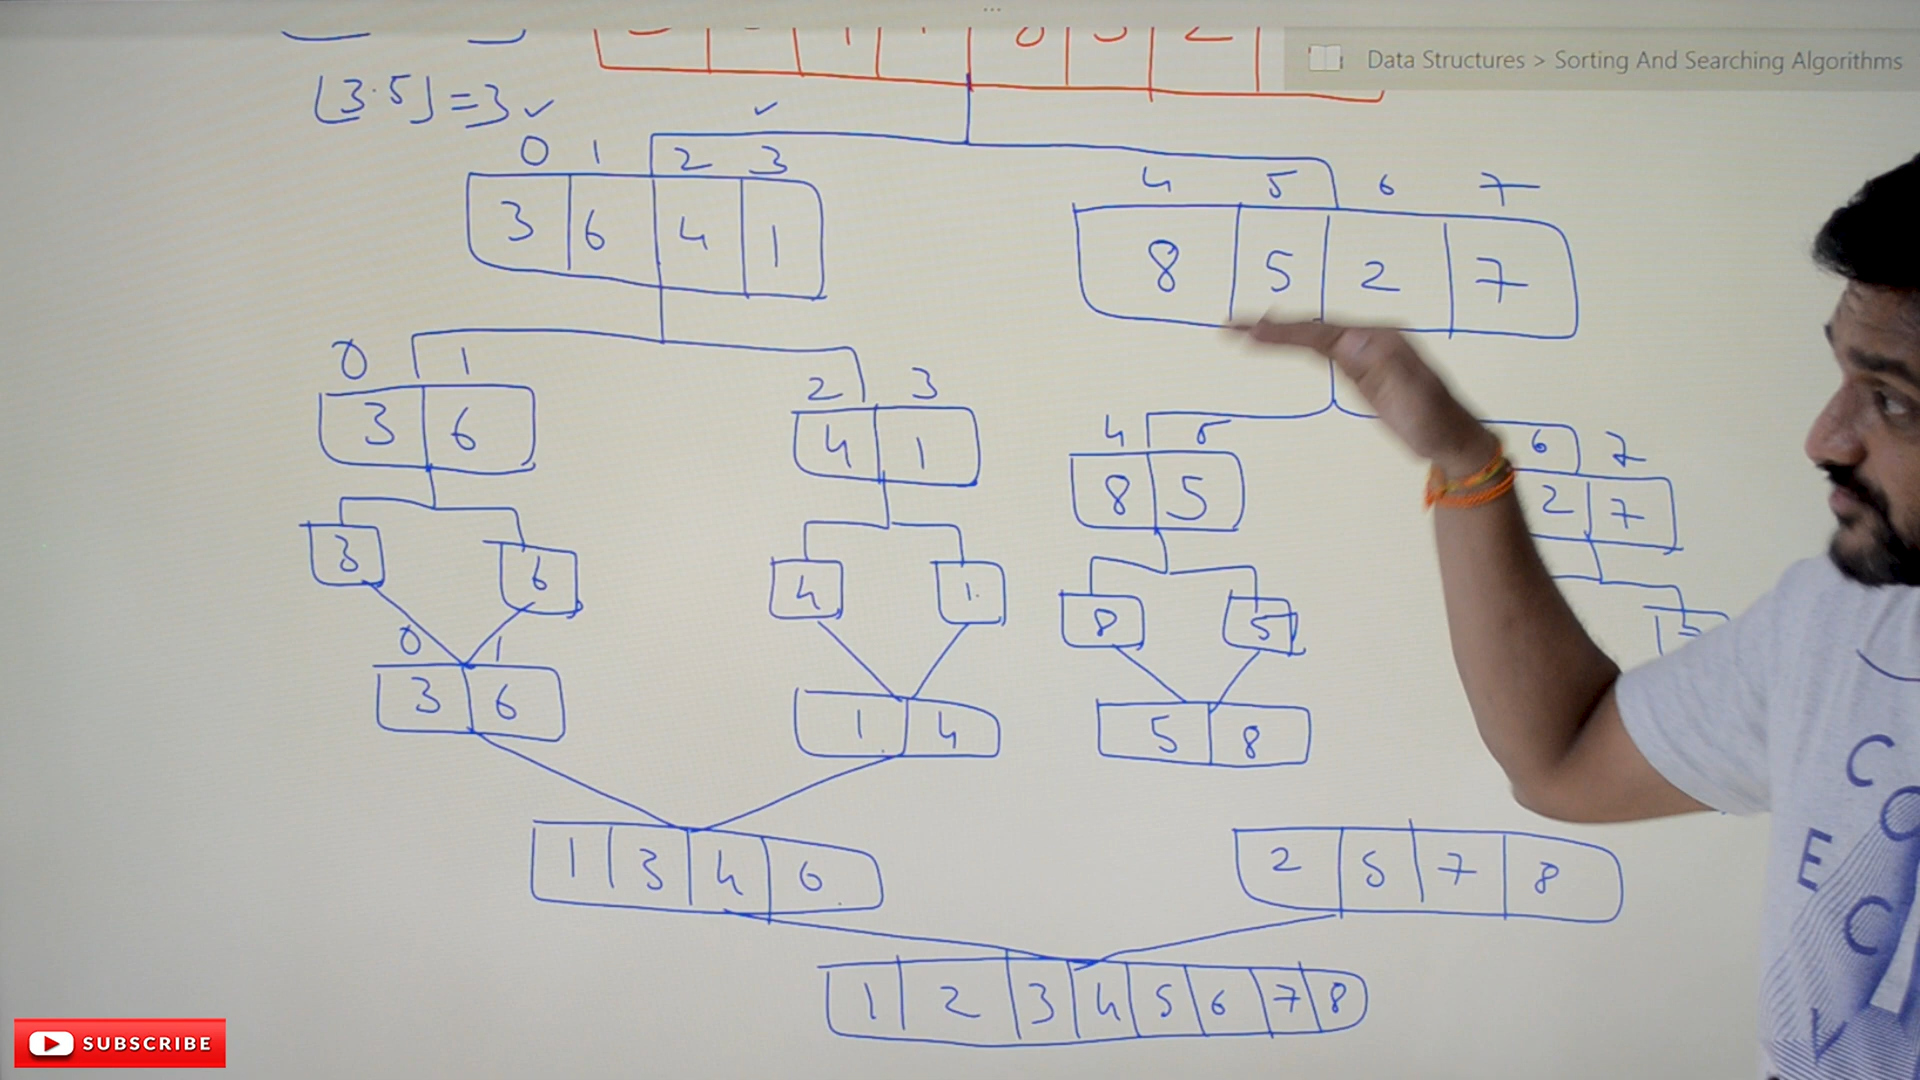 Data Structures > Sorting And Searching Algorithms
⌊3.5⌋ = 3 ✓
✓
0 1 2 3
4 5 6 7
3 6 4 1
8 5 2 7
0 1
2 3
4 5
6 7
3 6
4 1
8 5
2 7
3 6
4 1
8 5
0 1
3 6
1 4
5 8
1 3 4 6
2 5 7 8
1 2 3 4 5 6 7 8
C
E
C
V
SUBSCRIBE